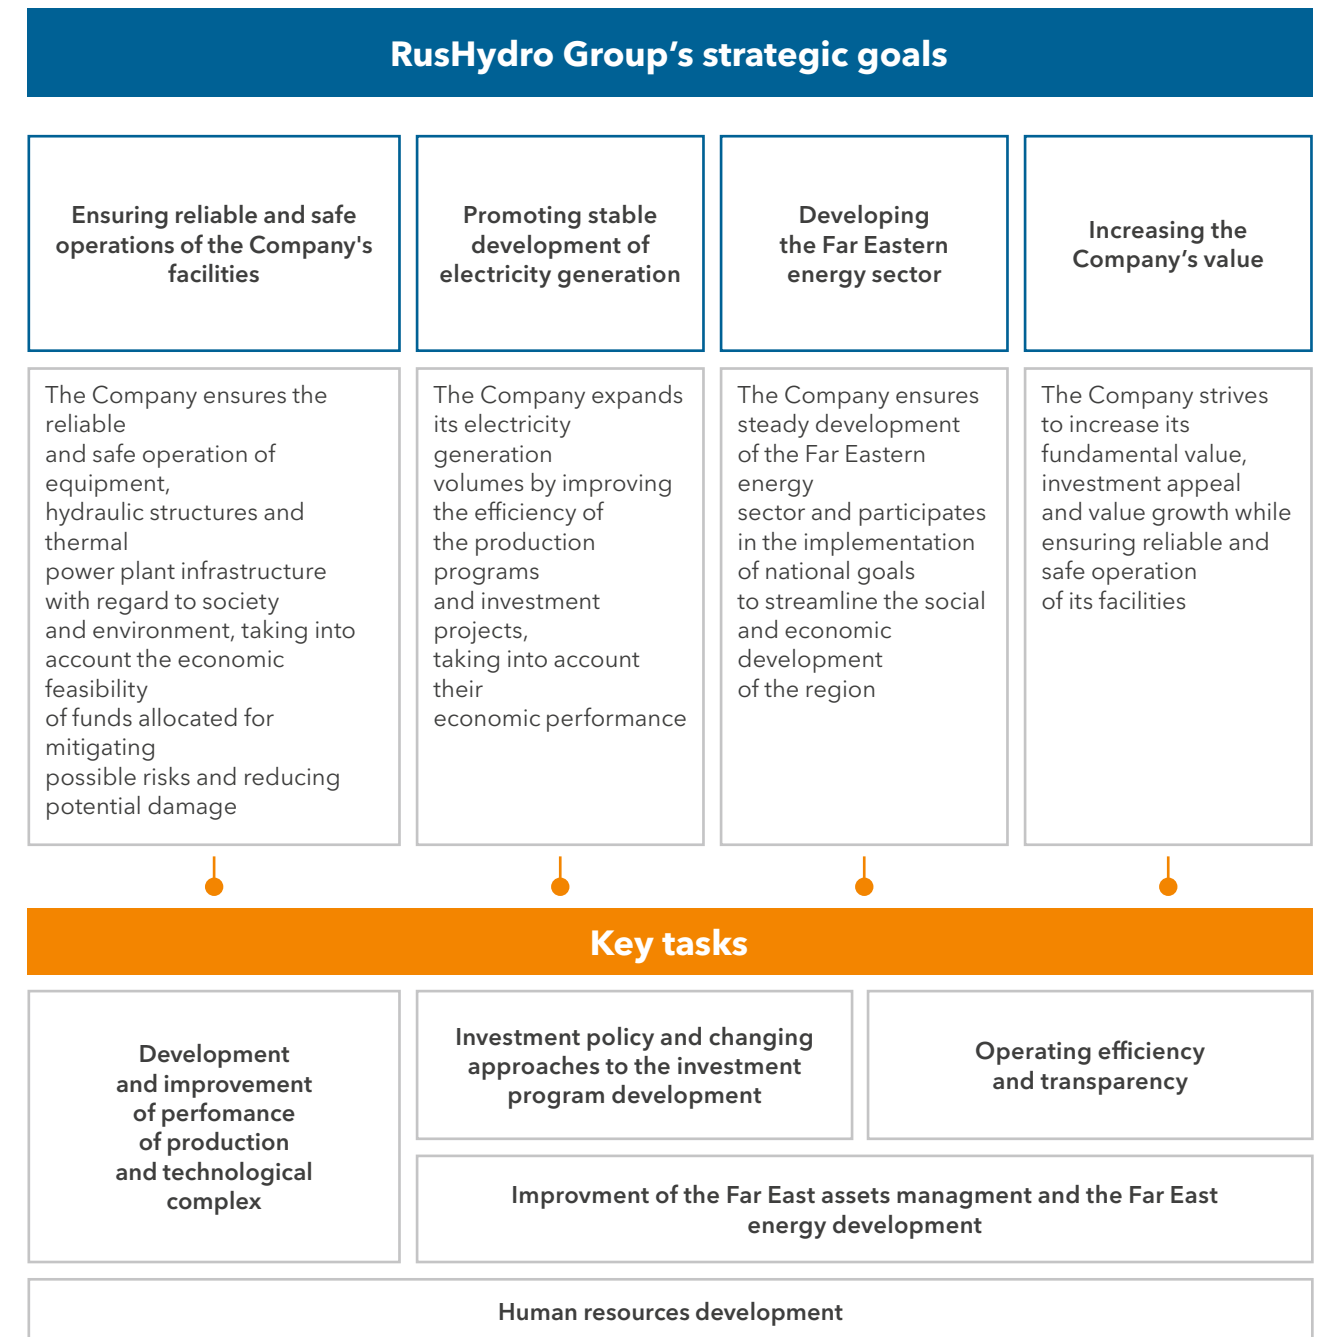 RusHydro Group’s strategic goals
Ensuring reliable and safe
operations of the Company's
facilities
Promoting stable
development of
electricity generation
Developing
the Far Eastern
energy sector
Increasing the
Company’s value
The Company ensures the
reliable
and safe operation of
equipment,
hydraulic structures and
thermal
power plant infrastructure
with regard to society
and environment, taking into
account the economic
feasibility
of funds allocated for
mitigating
possible risks and reducing
potential damage
The Company expands
its electricity
generation
volumes by improving
the efficiency of
the production
programs
and investment
projects,
taking into account
their
economic performance
The Company ensures
steady development
of the Far Eastern
energy
sector and participates
in the implementation
of national goals
to streamline the social
and economic
development
of the region
The Company strives
to increase its
fundamental value,
investment appeal
and value growth while
ensuring reliable and
safe operation
of its facilities
Key tasks
Development
and improvement
of perfomance
of production
and technological
complex
Investment policy and changing
approaches to the investment
program development
Operating efficiency
and transparency
Improvment of the Far East assets managment and the Far East
energy development
Human resources development